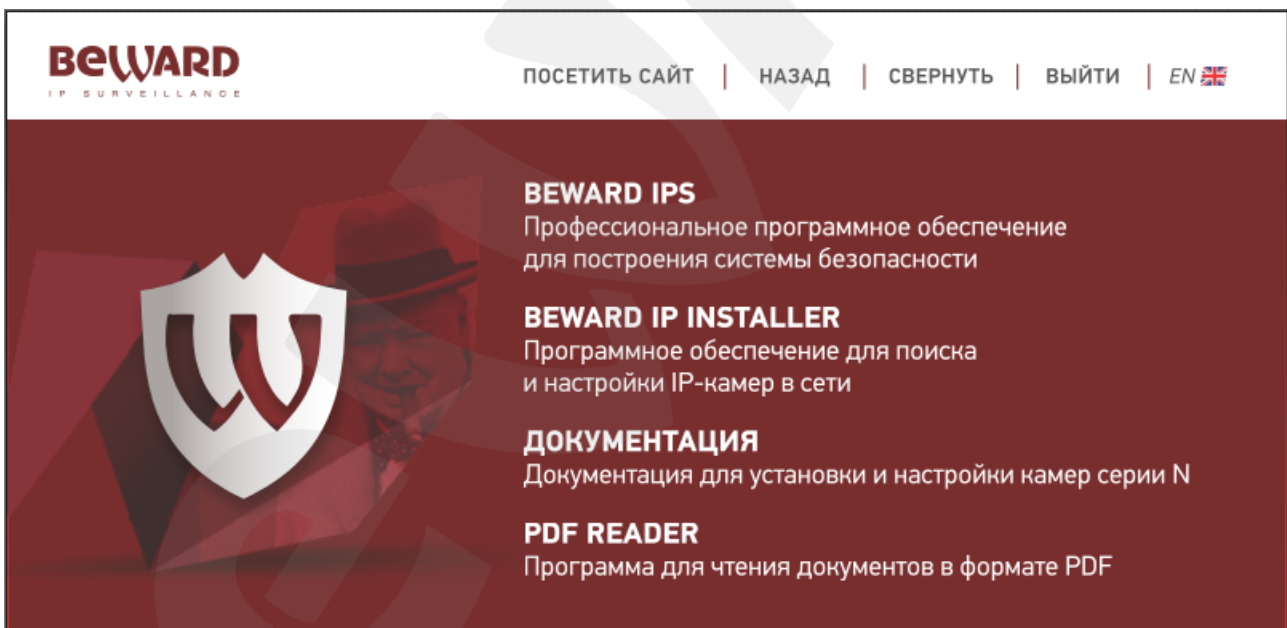 BEWARD
IP SURVEILLANCE
ПОСЕТИТЬ САЙТ | НАЗАД | СВЕРНУТЬ | ВЫЙТИ | EN
BEWARD IPS
Профессиональное программное обеспечение
для построения системы безопасности
BEWARD IP INSTALLER
Программное обеспечение для поиска
и настройки IP-камер в сети
ДОКУМЕНТАЦИЯ
Документация для установки и настройки камер серии N
PDF READER
Программа для чтения документов в формате PDF